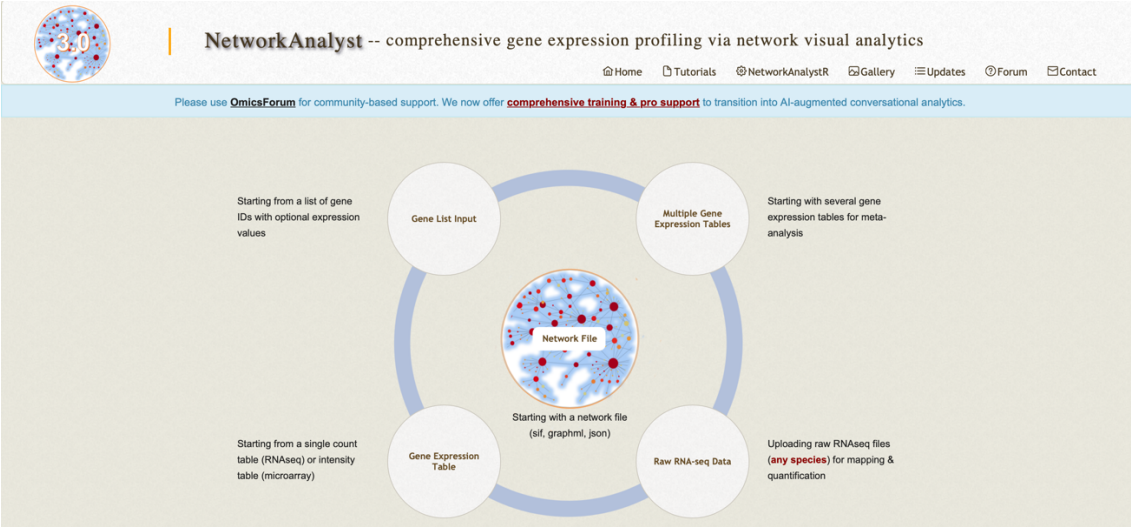 3.0
NetworkAnalyst -- comprehensive gene expression profiling via network visual analytics
Home Tutorials NetworkAnalystR Gallery Updates Forum Contact
Please use OmicsForum for community-based support. We now offer comprehensive training & pro support to transition into AI-augmented conversational analytics.
Starting from a list of gene
IDs with optional expression
values
Gene List Input
Multiple Gene
Expression Tables
Starting with several gene
expression tables for meta-
analysis
Network File
Starting with a network file
(sif, graphml, json)
Starting from a single count
table (RNAseq) or intensity
table (microarray)
Gene Expression
Table
Raw RNA-seq Data
Uploading raw RNAseq files
(any species) for mapping &
quantification